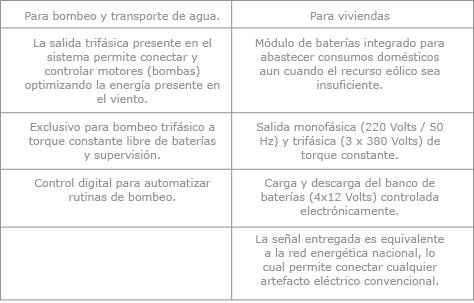 Para bombeo y transporte de agua.
Para viviendas
La salida trifásica presente en el
sistema permite conectar y
controlar motores (bombas)
optimizando la energía presente en
el viento.
Módulo de baterías integrado para
abastecer consumos domésticos
aun cuando el recurso eólico sea
insuficiente.
Exclusivo para bombeo trifásico a
torque constante libre de baterías
y supervisión.
Salida monofásica (220 Volts / 50
Hz) y trifásica (3 x 380 Volts) de
torque constante.
Control digital para automatizar
rutinas de bombeo.
Carga y descarga del banco de
baterías (4x12 Volts) controlada
electrónicamente.
La señal entregada es equivalente
a la red energética nacional, lo
cual permite conectar cualquier
artefacto eléctrico convencional.